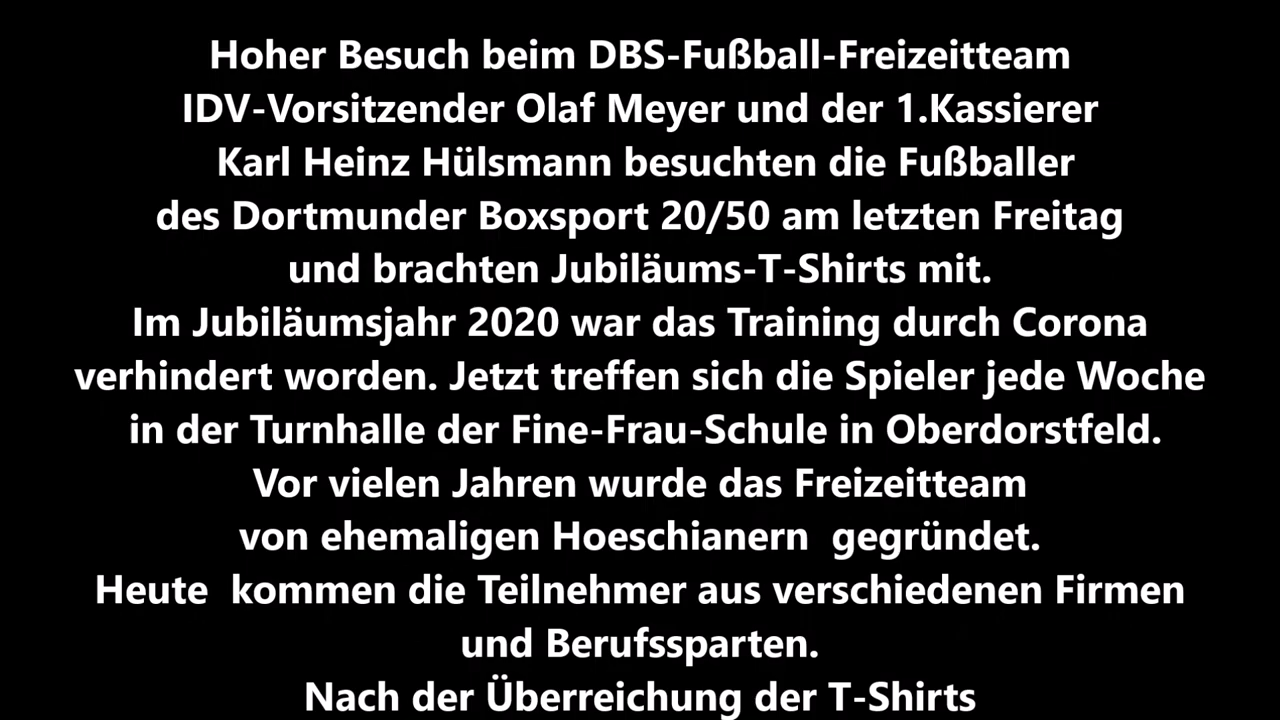 Hoher Besuch beim DBS-Fußball-Freizeitteam
IDV-Vorsitzender Olaf Meyer und der 1.Kassierer
Karl Heinz Hülsmann besuchten die Fußballer
des Dortmunder Boxsport 20/50 am letzten Freitag
und brachten Jubiläums-T-Shirts mit.
Im Jubiläumsjahr 2020 war das Training durch Corona
verhindert worden. Jetzt treffen sich die Spieler jede Woche
in der Turnhalle der Fine-Frau-Schule in Oberdorstfeld.
Vor vielen Jahren wurde das Freizeitteam
von ehemaligen Hoeschianern  gegründet.
Heute  kommen die Teilnehmer aus verschiedenen Firmen
und Berufssparten.
Nach der Überreichung der T-Shirts